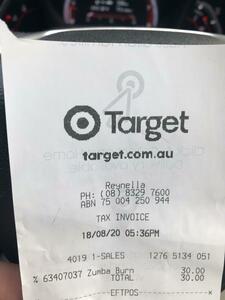 Target
target.com.au
Reynella
PH: (08) 8329 7600
ABN 75 004 250 944
TAX INVOICE
18/08/20 05:36PM
4019 1-SALES 1276 5134 051
% 63407037 Zumba Burn 30.00
TOTAL 30.00
EFTPOS